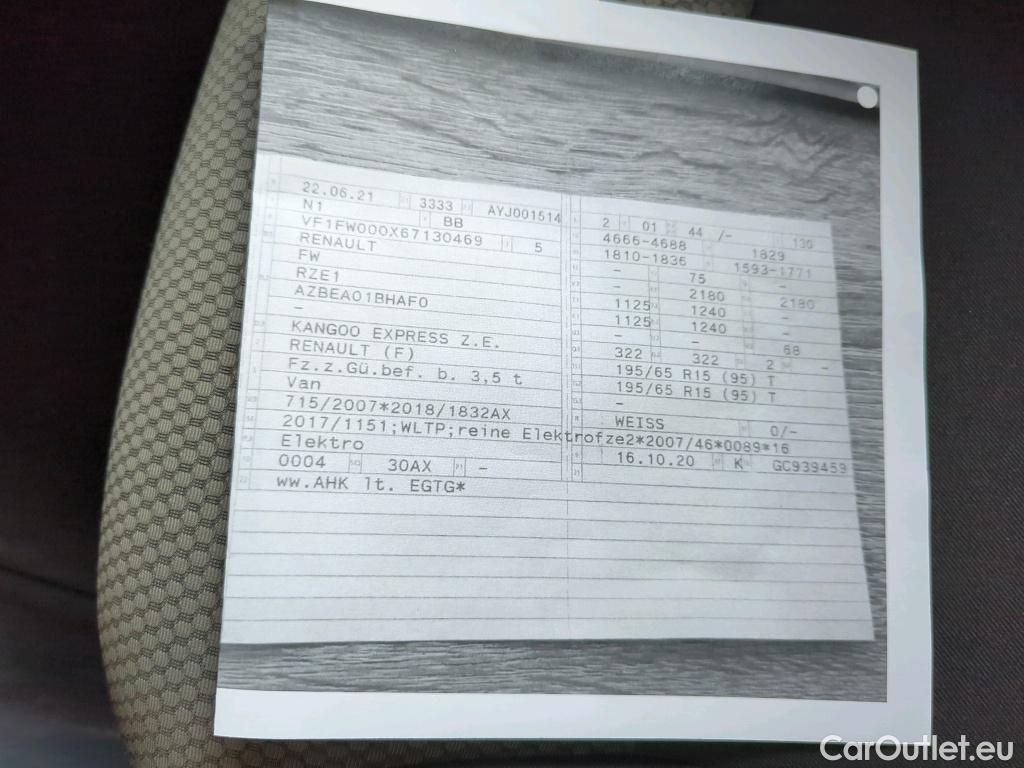 22.06.21 3333 AYJ001514
N1 BB
VF1FW000X67130469 5
RENAULT
FW
RZE1
AZBEA01BHAF0
-
KANGOO EXPRESS Z.E.
RENAULT (F)
Fz.z.Gü.bef. b. 3,5 t
Van
715/2007*2018/1832AX
2017/1151;WLTP;reine Elektrofze2*2007/46*0089*16
Elektro
0004 30AX -
ww.AHK lt. EGTG*
2 01 44 /- 130
4666-4688 1829
1810-1836 1593-1771
- 75 -
- 2180 2180
1125 1240 -
1125 1240 -
- - 68
322 322 2 -
195/65 R15 (95) T
195/65 R15 (95) T
-
WEISS 0/-
16.10.20 K GC939459
CarOutlet.eu